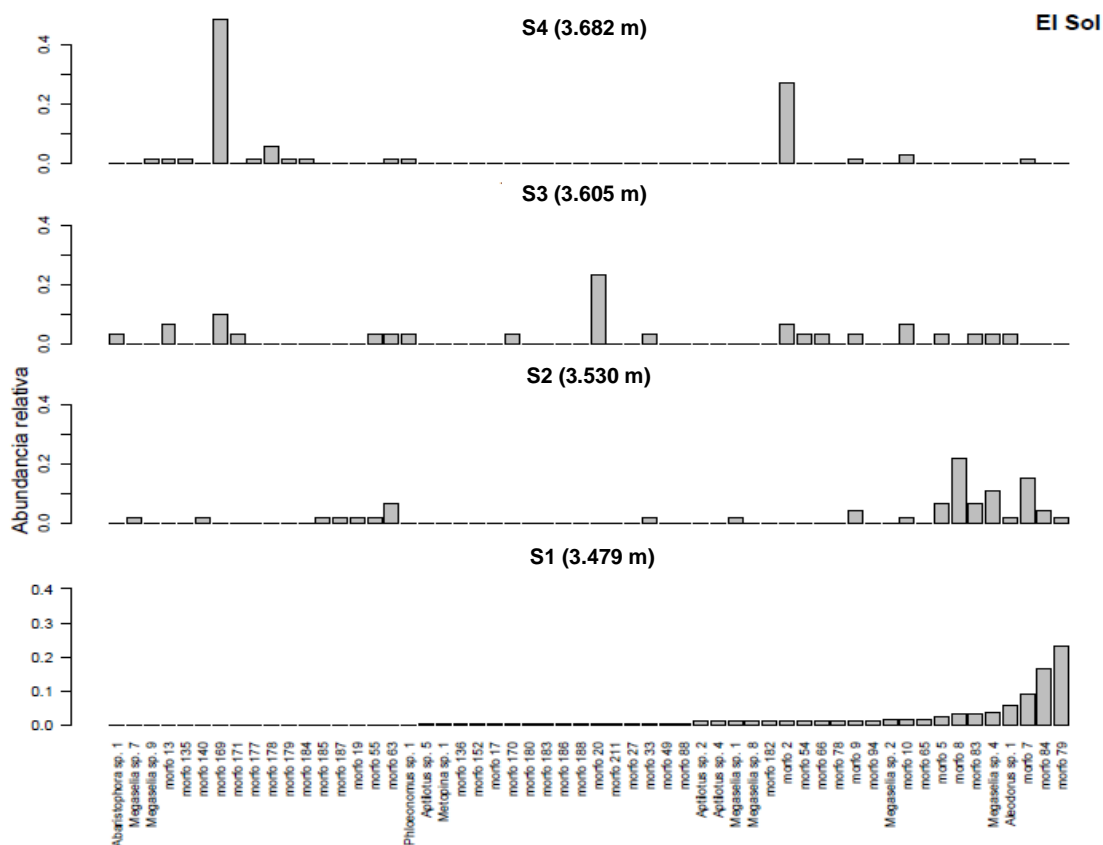 S4 (3.682 m)
El Sol
0.4
0.2
0.0
S3 (3.605 m)
0.4
0.2
0.0
S2 (3.530 m)
0.4
0.2
0.0
Abundancia relativa
S1 (3.479 m)
0.4
0.3
0.2
0.1
0.0
Abaristophora sp. 1
Megaselia sp. 7
Megaselia sp. 9
morfo 13
morfo 135
morfo 140
morfo 169
morfo 171
morfo 177
morfo 178
morfo 179
morfo 184
morfo 185
morfo 187
morfo 19
morfo 55
morfo 63
Phloeonomus sp. 1
Aptilotus sp. 5
Metopina sp. 1
morfo 136
morfo 152
morfo 17
morfo 170
morfo 180
morfo 183
morfo 186
morfo 188
morfo 20
morfo 211
morfo 27
morfo 33
morfo 49
morfo 88
Aptilotus sp. 2
Aptilotus sp. 4
Megaselia sp. 1
Megaselia sp. 8
morfo 182
morfo 2
morfo 54
morfo 66
morfo 78
morfo 9
morfo 94
Megaselia sp. 2
morfo 10
morfo 65
morfo 5
morfo 8
morfo 83
Megaselia sp. 4
Aleodorus sp. 1
morfo 7
morfo 84
morfo 79